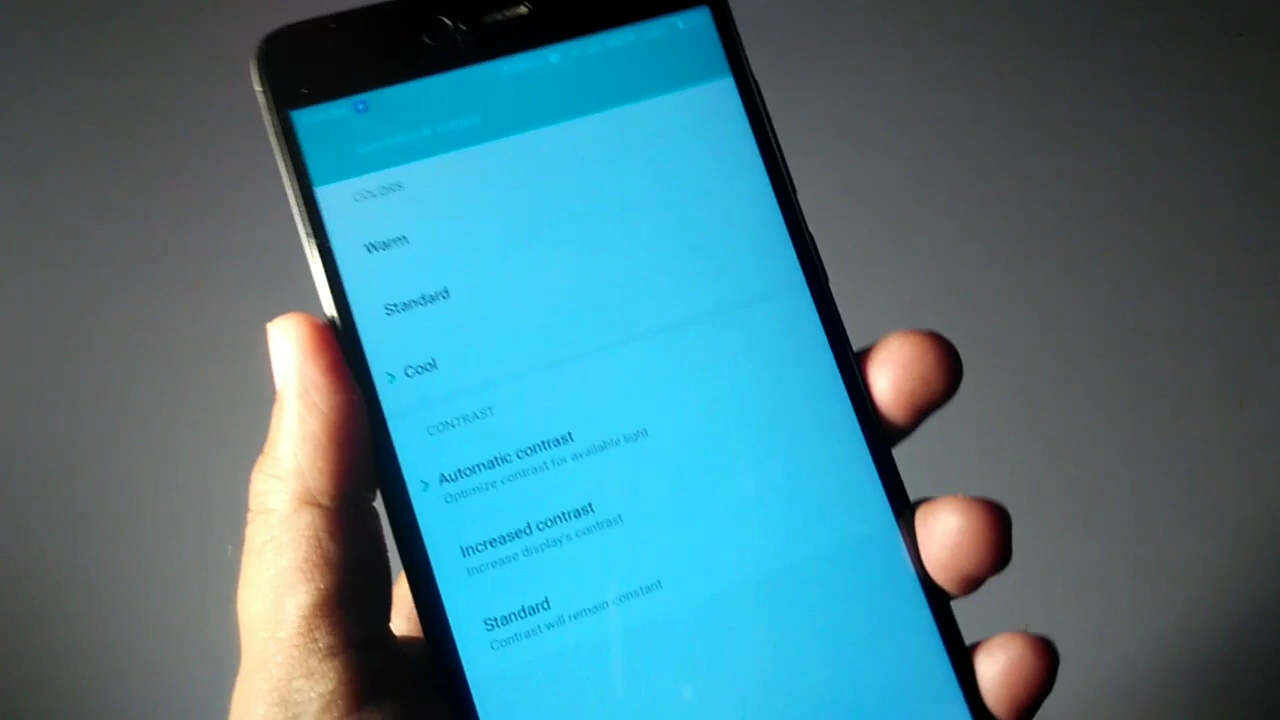 COLORS
Warm
Standard
Cool
CONTRAST
Automatic contrast
Optimize contrast for available light
Increased contrast
Increase display's contrast
Standard
Contrast will remain constant